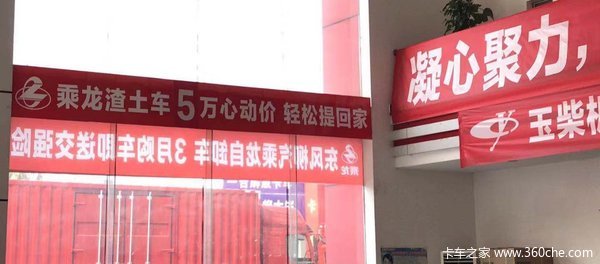 乘龙渣土车5万心动价 轻松提回家
乘龙 东风柳汽乘龙自卸车 3月购车即送交强险
凝心聚力，
玉柴机
卡车之家 www.360che.com